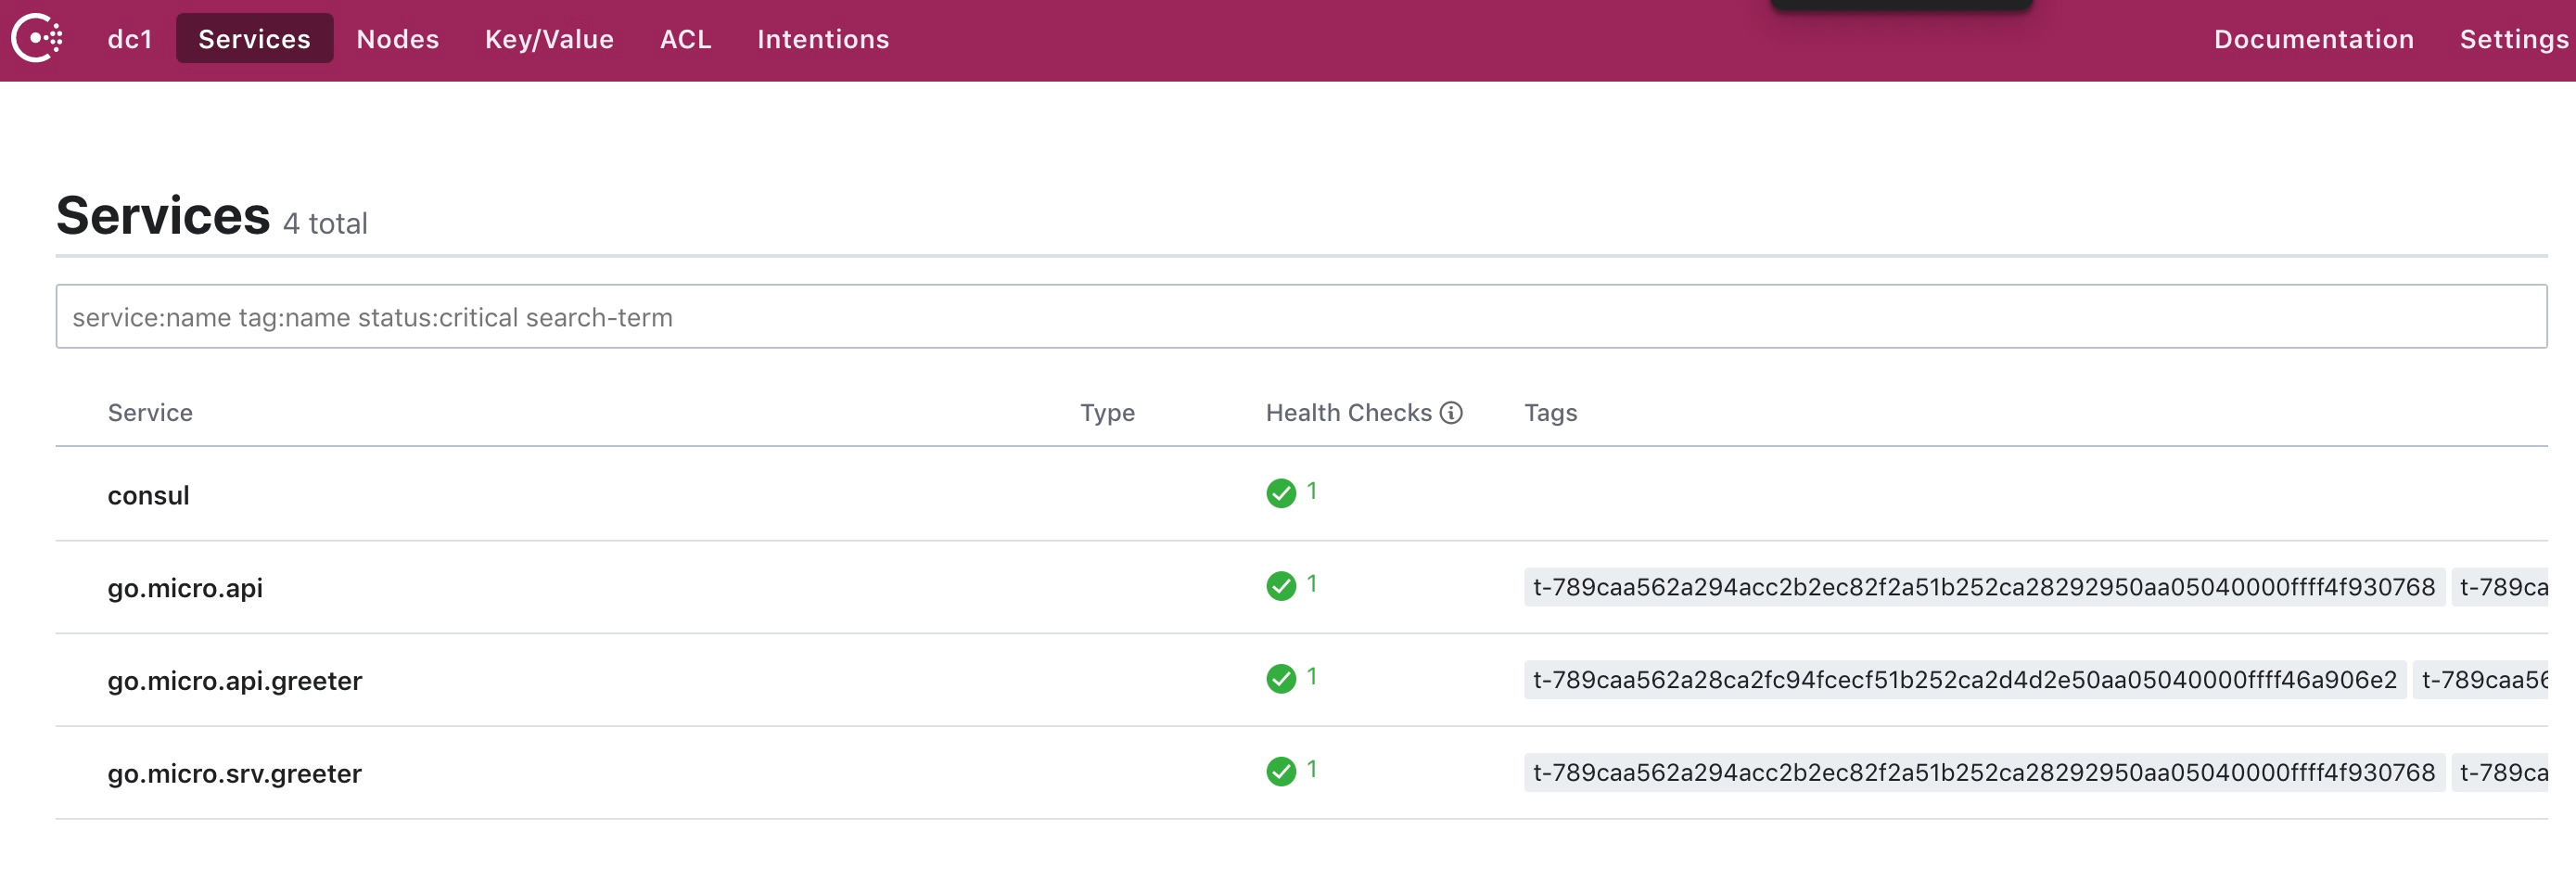 dc1 Services Nodes Key/Value ACL Intentions Documentation Settings
Services 4 total
service:name tag:name status:critical search-term
Service Type Health Checks Tags
consul 1
go.micro.api 1 t-789caa562a294acc2b2ec82f2a51b252ca28292950aa05040000ffff4f930768 t-789ca
go.micro.api.greeter 1 t-789caa562a28ca2fc94fcecf51b252ca2d4d2e50aa05040000ffff46a906e2 t-789caa56
go.micro.srv.greeter 1 t-789caa562a294acc2b2ec82f2a51b252ca28292950aa05040000ffff4f930768 t-789ca